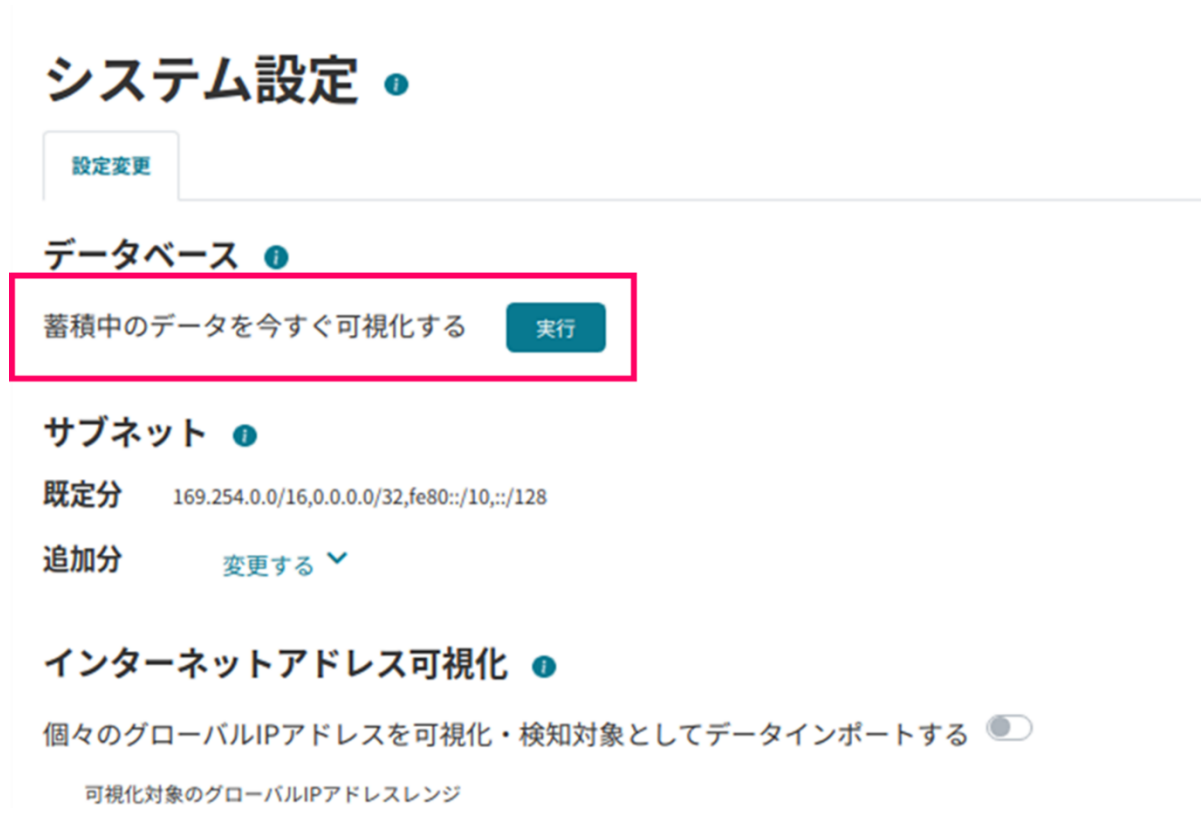 システム設定
設定変更
データベース
蓄積中のデータを今すぐ可視化する 実行
サブネット
既定分 169.254.0.0/16,0.0.0.0/32,fe80::/10,::/128
追加分 変更する
インターネットアドレス可視化
個々のグローバルIPアドレスを可視化・検知対象としてデータインポートする
可視化対象のグローバルIPアドレスレンジ